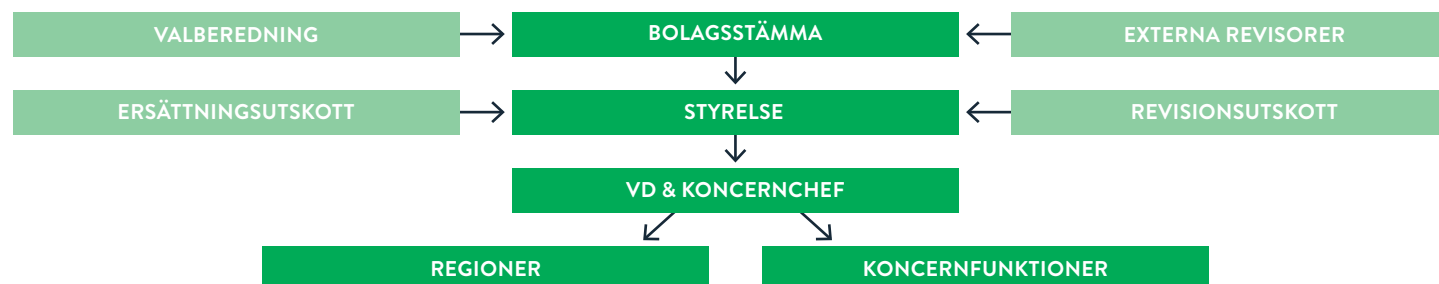 VALBEREDNING
BOLAGSSTÄMMA
EXTERNA REVISORER
ERSÄTTNINGSUTSKOTT
STYRELSE
REVISIONSUTSKOTT
VD & KONCERNCHEF
REGIONER
KONCERNFUNKTIONER